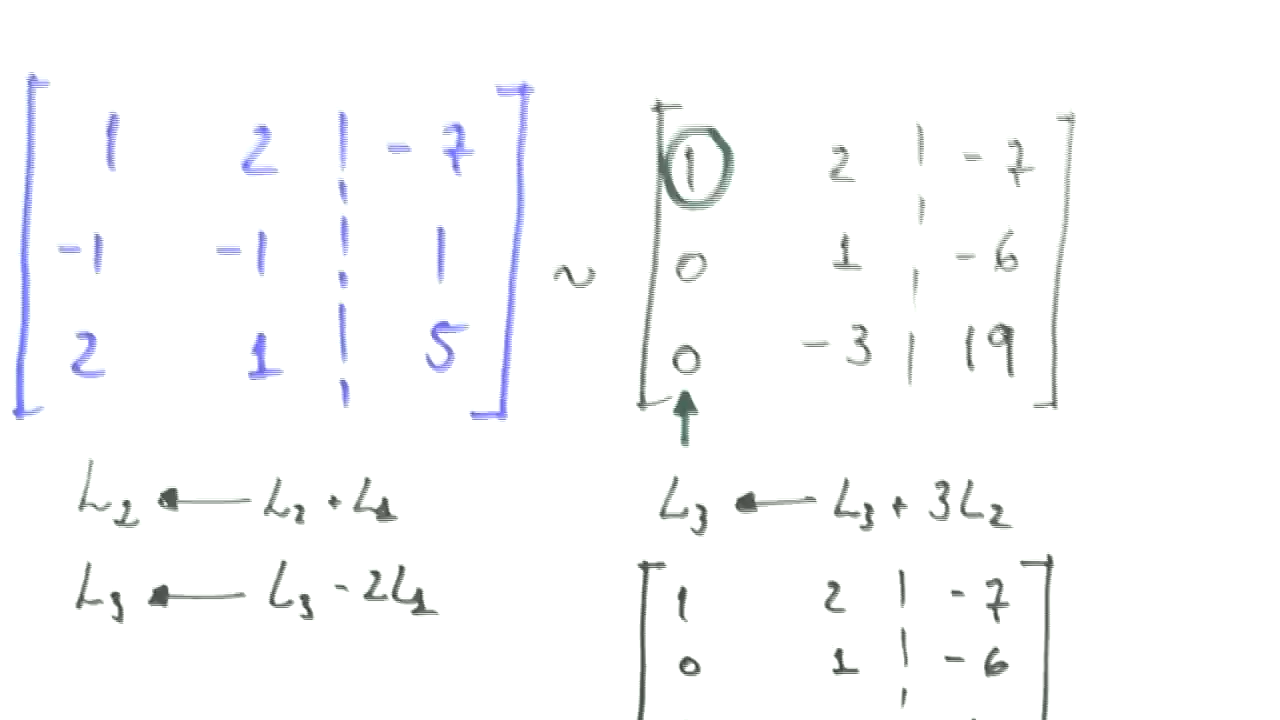 1 2 | -7
-1 -1 | 1
2 1 | 5
~
1 2 | -7
0 1 | -6
0 -3 | 19
L₂ ← L₂ + L₁
L₃ ← L₃ - 2L₁
L₃ ← L₃ + 3L₂
1 2 | -7
0 1 | -6